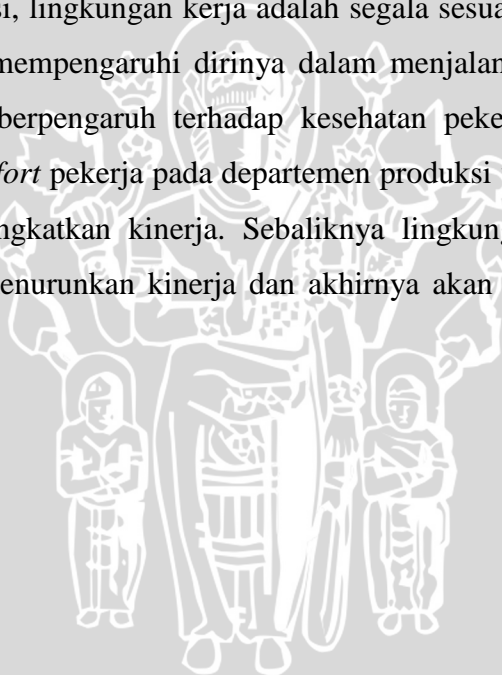 si, lingkungan kerja adalah segala sesua
mempengaruhi dirinya dalam menjalan
berpengaruh terhadap kesehatan peke
fort pekerja pada departemen produksi
ngkatkan kinerja. Sebaliknya lingkung
enurunkan kinerja dan akhirnya akan